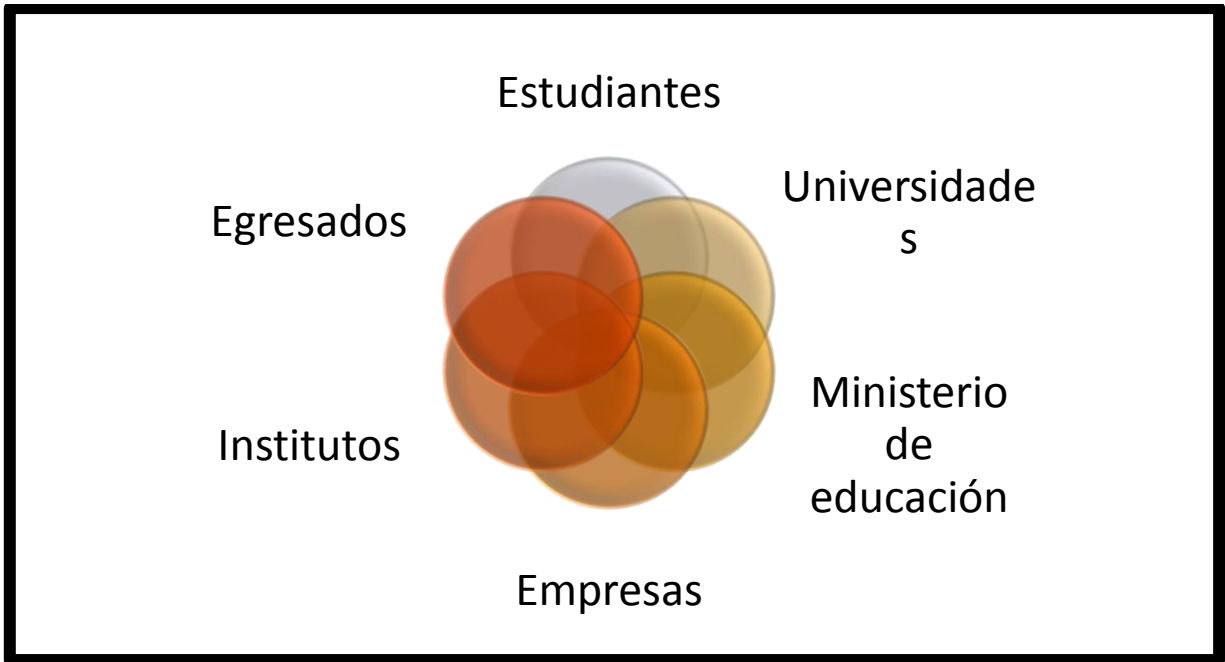 Estudiantes
Universidade
s
Ministerio
de
educación
Empresas
Institutos
Egresados